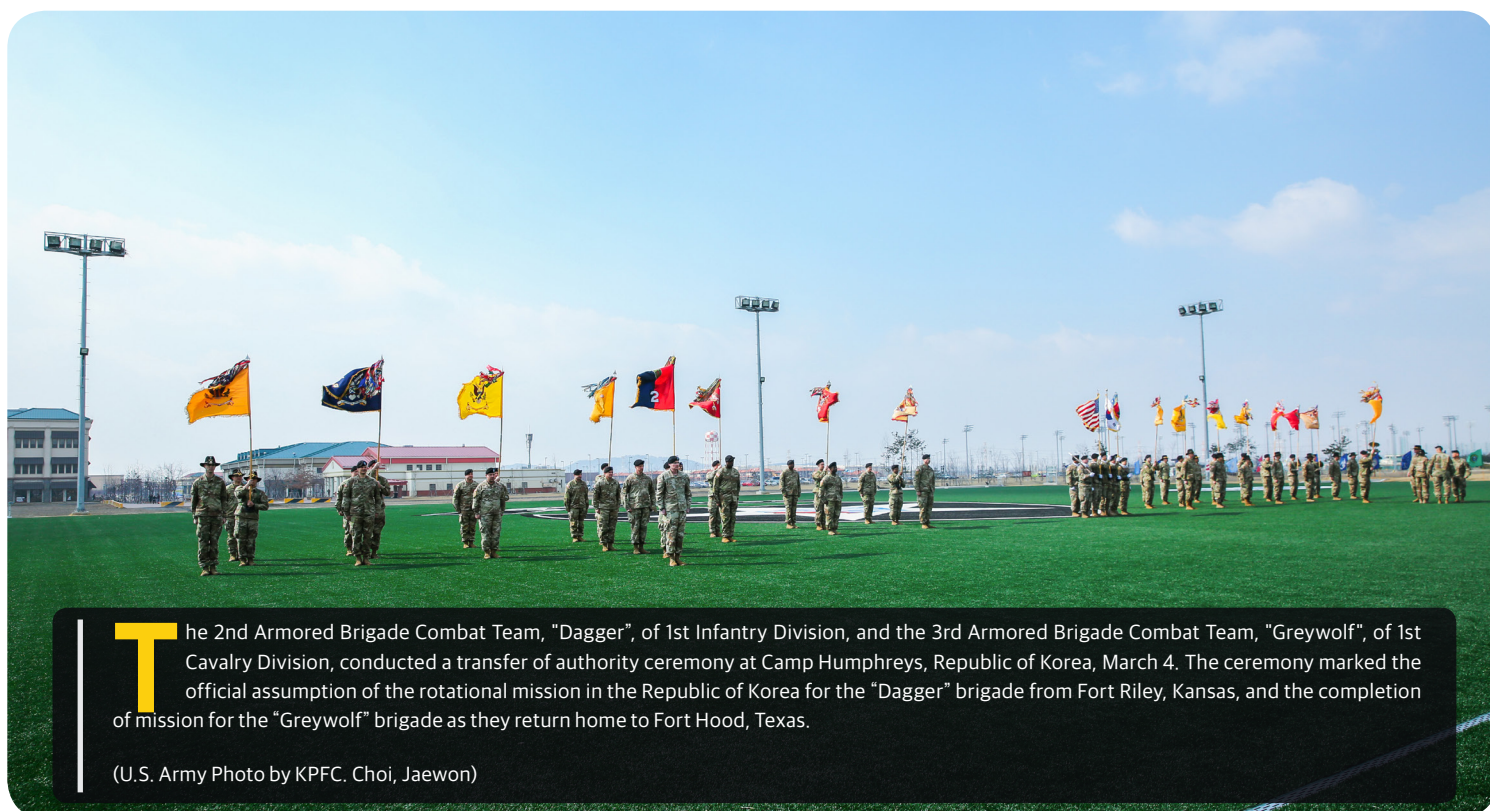 The 2nd Armored Brigade Combat Team, "Dagger”, of 1st Infantry Division, and the 3rd Armored Brigade Combat Team, "Greywolf", of 1st
Cavalry Division, conducted a transfer of authority ceremony at Camp Humphreys, Republic of Korea, March 4. The ceremony marked the
official assumption of the rotational mission in the Republic of Korea for the “Dagger” brigade from Fort Riley, Kansas, and the completion
of mission for the “Greywolf” brigade as they return home to Fort Hood, Texas.
(U.S. Army Photo by KPFC. Choi, Jaewon)
2